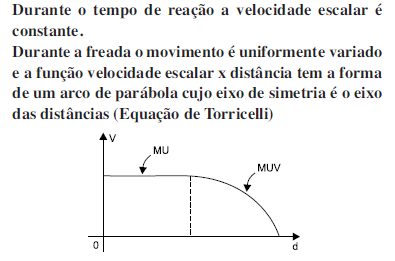 Durante o tempo de reação a velocidade escalar é
constante.
Durante a freada o movimento é uniformemente variado
e a função velocidade escalar x distância tem a forma
de um arco de parábola cujo eixo de simetria é o eixo
das distâncias (Equação de Torricelli)
V
MU
MUV
0
d